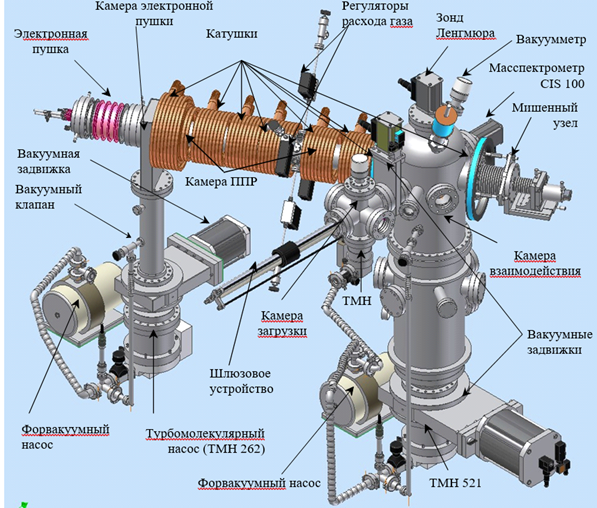 Камера электронной
пушки
Электронная
пушка
Катушки
Регуляторы
расхода газа
Зонд
Ленгмюра
Вакуумметр
Масспектрометр
CIS 100
Мишенный
узел
Вакуумная
задвижка
Вакуумный
клапан
Камера ППР
Камера
взаимодействия
ТМН
Камера
загрузки
Вакуумные
задвижки
Шлюзовое
устройство
Форвакуумный
насос
Турбомолекулярный
насос (ТМН 262)
Форвакуумный насос
ТМН 521